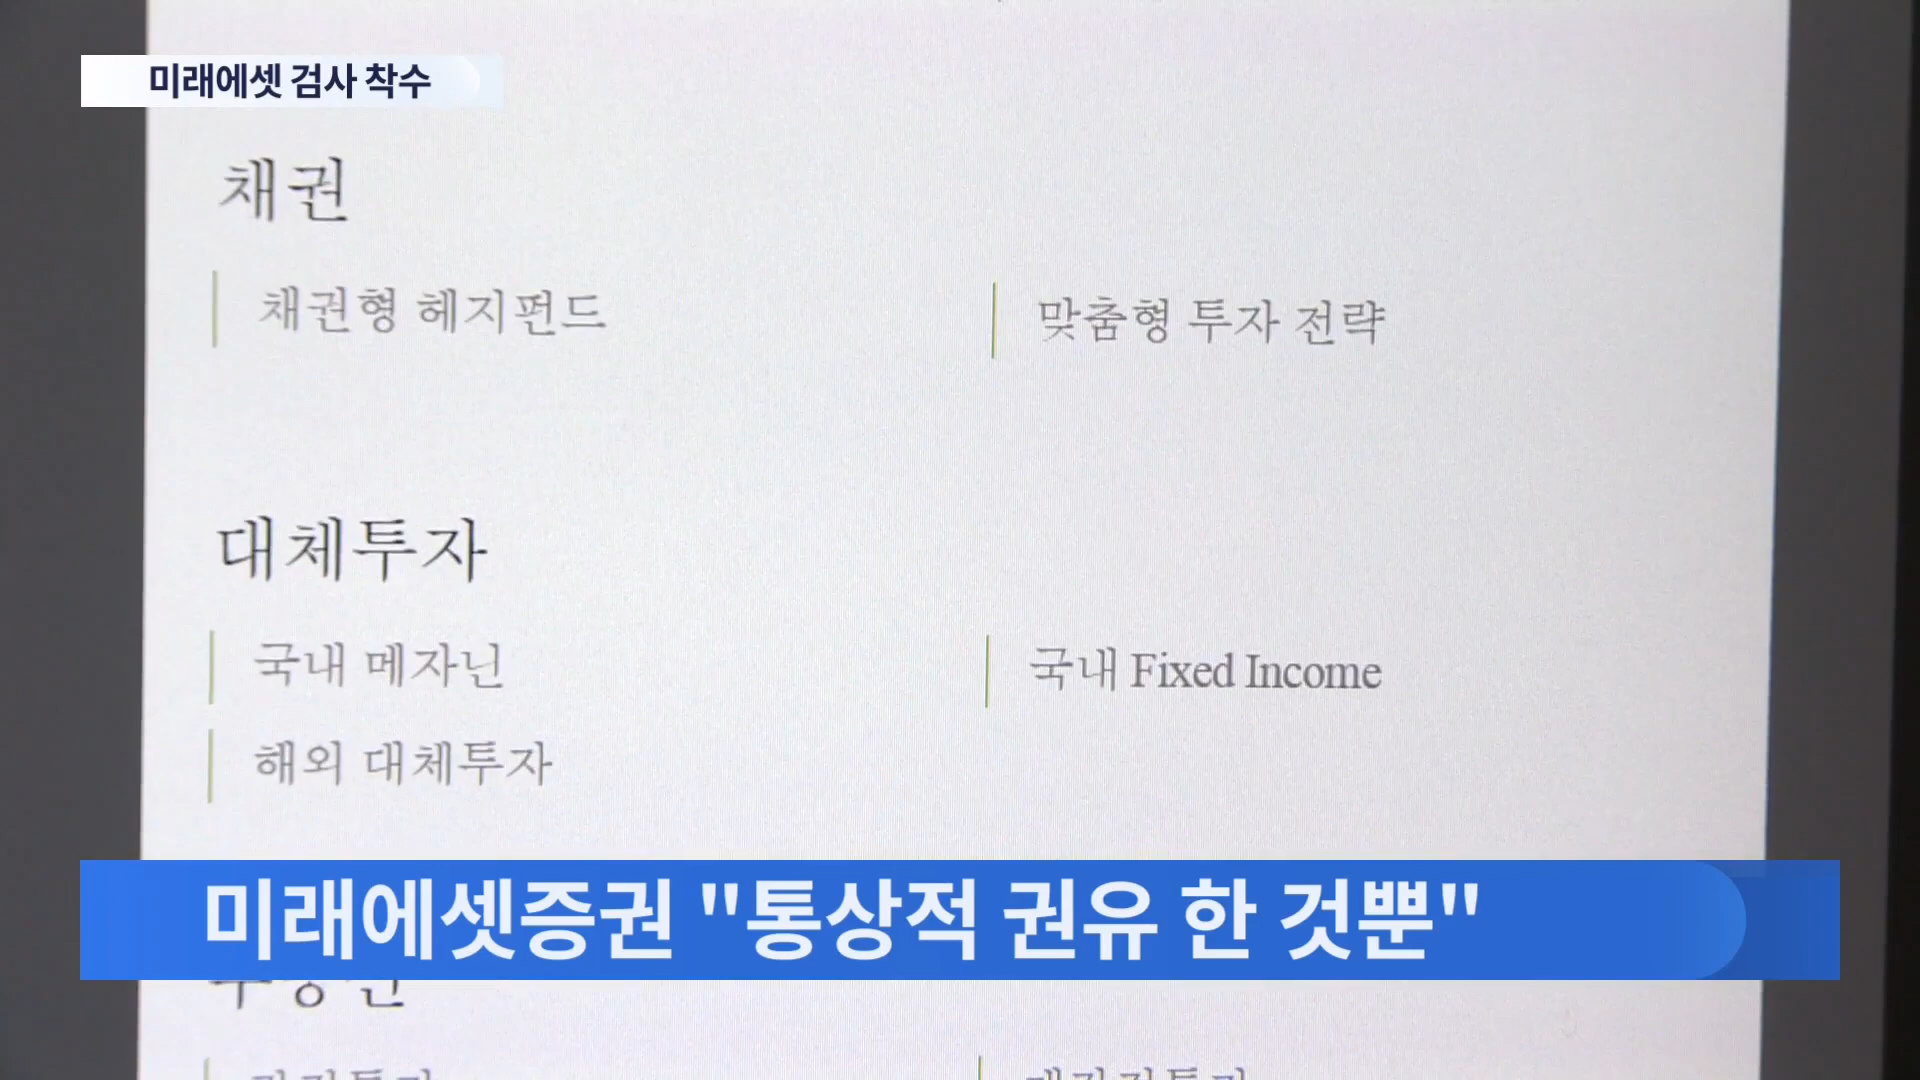 미래에셋 검사 착수
채권
채권형 헤지펀드
맞춤형 투자 전략
대체투자
국내 메자닌
국내 Fixed Income
해외 대체투자
미래에셋증권 "통상적 권유 한 것뿐"